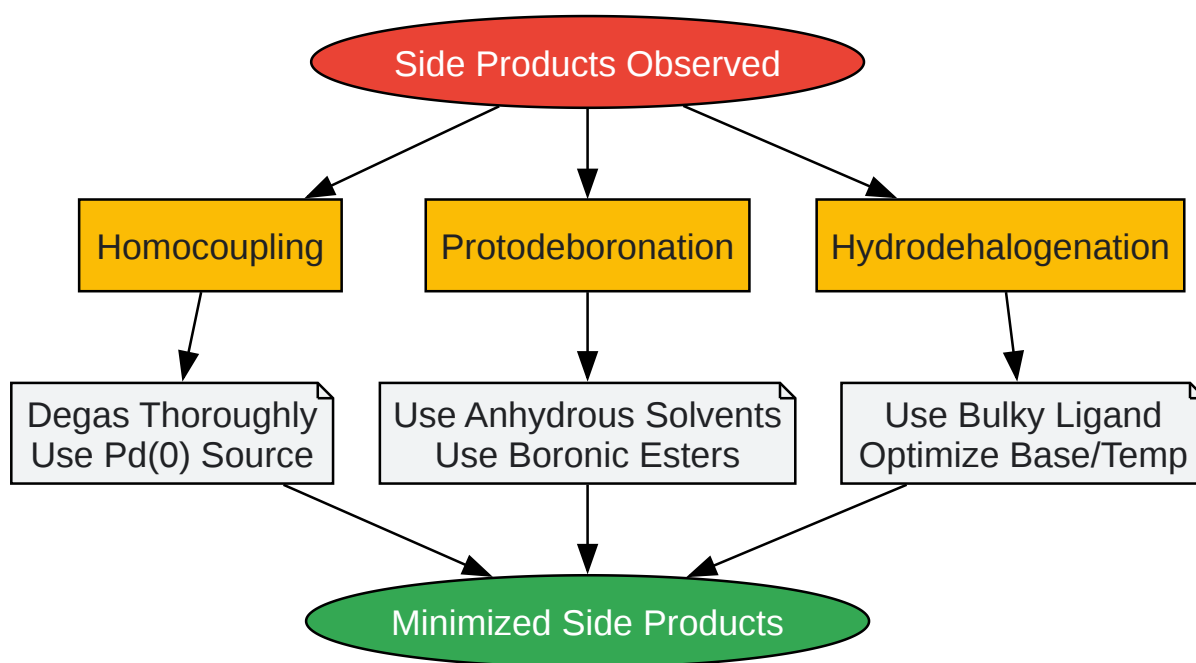 Side Products Observed
Homocoupling
Protodeboronation
Hydrodehalogenation
Degas Thoroughly
Use Pd(0) Source
Use Anhydrous Solvents
Use Boronic Esters
Use Bulky Ligand
Optimize Base/Temp
Minimized Side Products